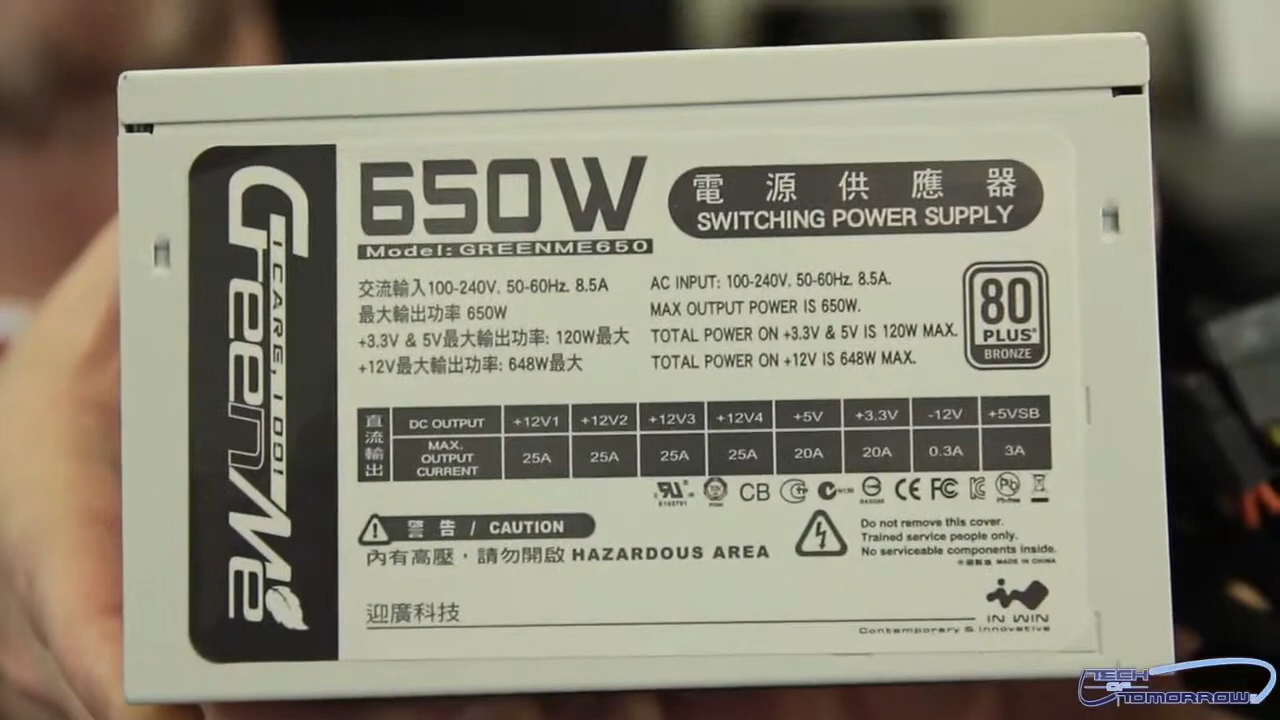 GreenMe
I CARE, I DO!
650W
Model: GREENME650
電源供應器
SWITCHING POWER SUPPLY
交流輸入100-240V. 50-60Hz. 8.5A
最大輸出功率 650W
+3.3V & 5V最大輸出功率: 120W最大
+12V最大輸出功率: 648W最大
AC INPUT: 100-240V. 50-60Hz. 8.5A.
MAX OUTPUT POWER IS 650W.
TOTAL POWER ON +3.3V & 5V IS 120W MAX.
TOTAL POWER ON +12V IS 648W MAX.
80
PLUS®
BRONZE
直流輸出
DC OUTPUT +12V1 +12V2 +12V3 +12V4 +5V +3.3V -12V +5VSB
MAX. OUTPUT CURRENT 25A 25A 25A 25A 20A 20A 0.3A 3A
CB CE FC Pb
Pb-free
警告 / CAUTION
內有高壓，請勿開啟 HAZARDOUS AREA
Do not remove this cover.
Trained service people only.
No serviceable components inside.
MADE IN CHINA
迎廣科技
IN WIN
Contemporary & Innovative
TECH
OF
TOMORROW